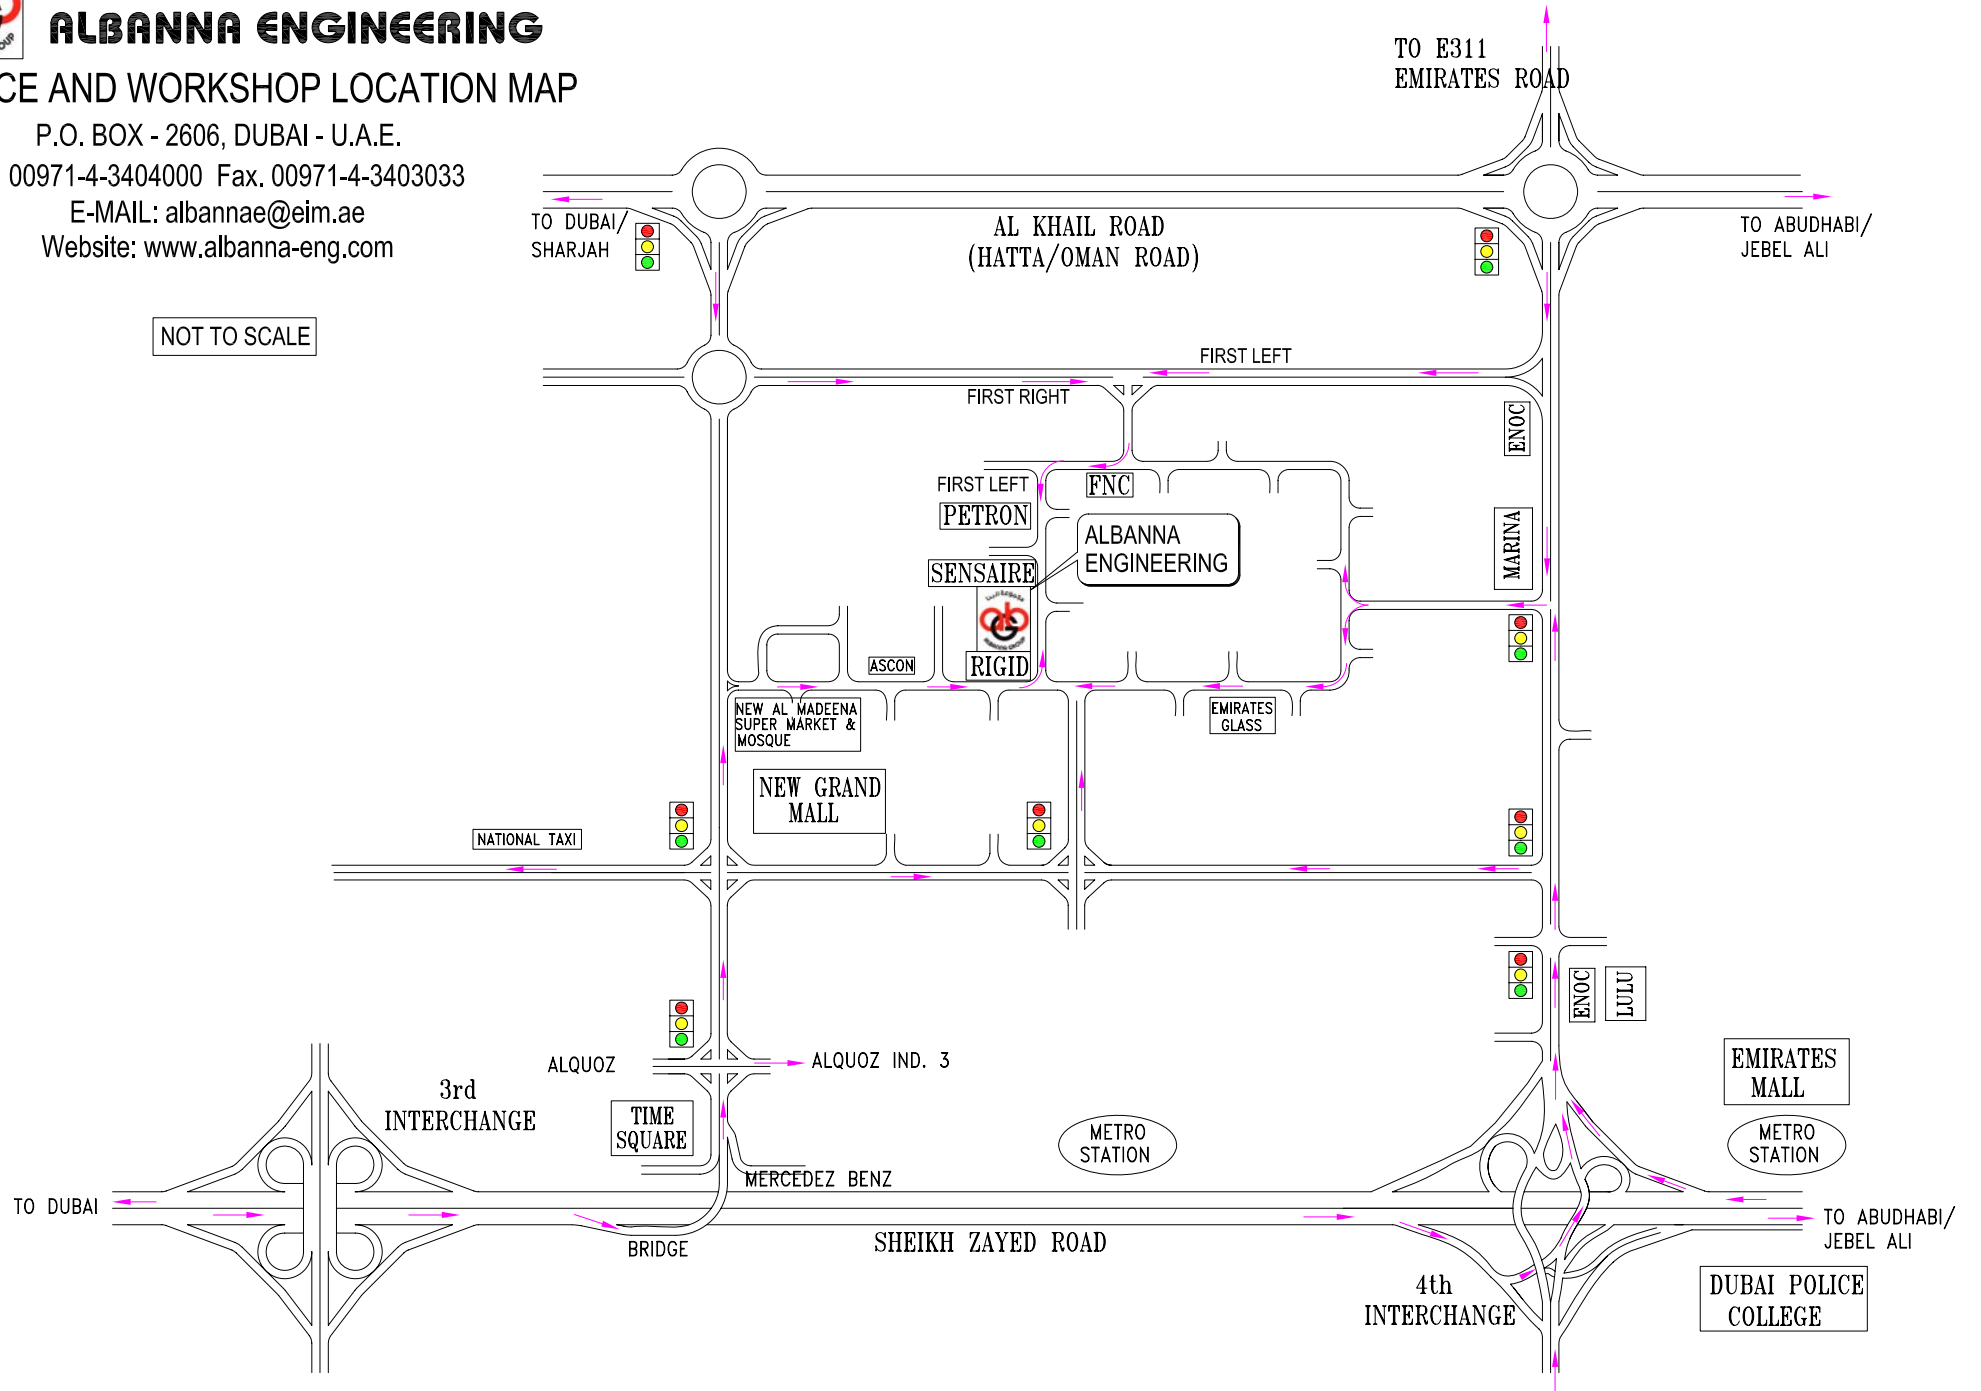 ALBANNA ENGINEERING
CE AND WORKSHOP LOCATION MAP
P.O. BOX - 2606, DUBAI - U.A.E.
00971-4-3404000 Fax. 00971-4-3403033
E-MAIL: albannae@eim.ae
Website: www.albanna-eng.com
NOT TO SCALE
TO E311
EMIRATES ROAD
TO DUBAI/
SHARJAH
AL KHAIL ROAD
(HATTA/OMAN ROAD)
TO ABUDHABI/
JEBEL ALI
FIRST LEFT
FIRST RIGHT
ENOC
FIRST LEFT
FNC
PETRON
ALBANNA
ENGINEERING
MARINA
SENSAIRE
ALBANNA GROUP
RIGID
ASCON
NEW AL MADEENA
SUPER MARKET &
MOSQUE
EMIRATES
GLASS
NEW GRAND
MALL
NATIONAL TAXI
ENOC
LULU
ALQUOZ
ALQUOZ IND. 3
3rd
INTERCHANGE
TIME
SQUARE
METRO
STATION
EMIRATES
MALL
METRO
STATION
MERCEDEZ BENZ
TO DUBAI
BRIDGE
SHEIKH ZAYED ROAD
TO ABUDHABI/
JEBEL ALI
4th
INTERCHANGE
DUBAI POLICE
COLLEGE